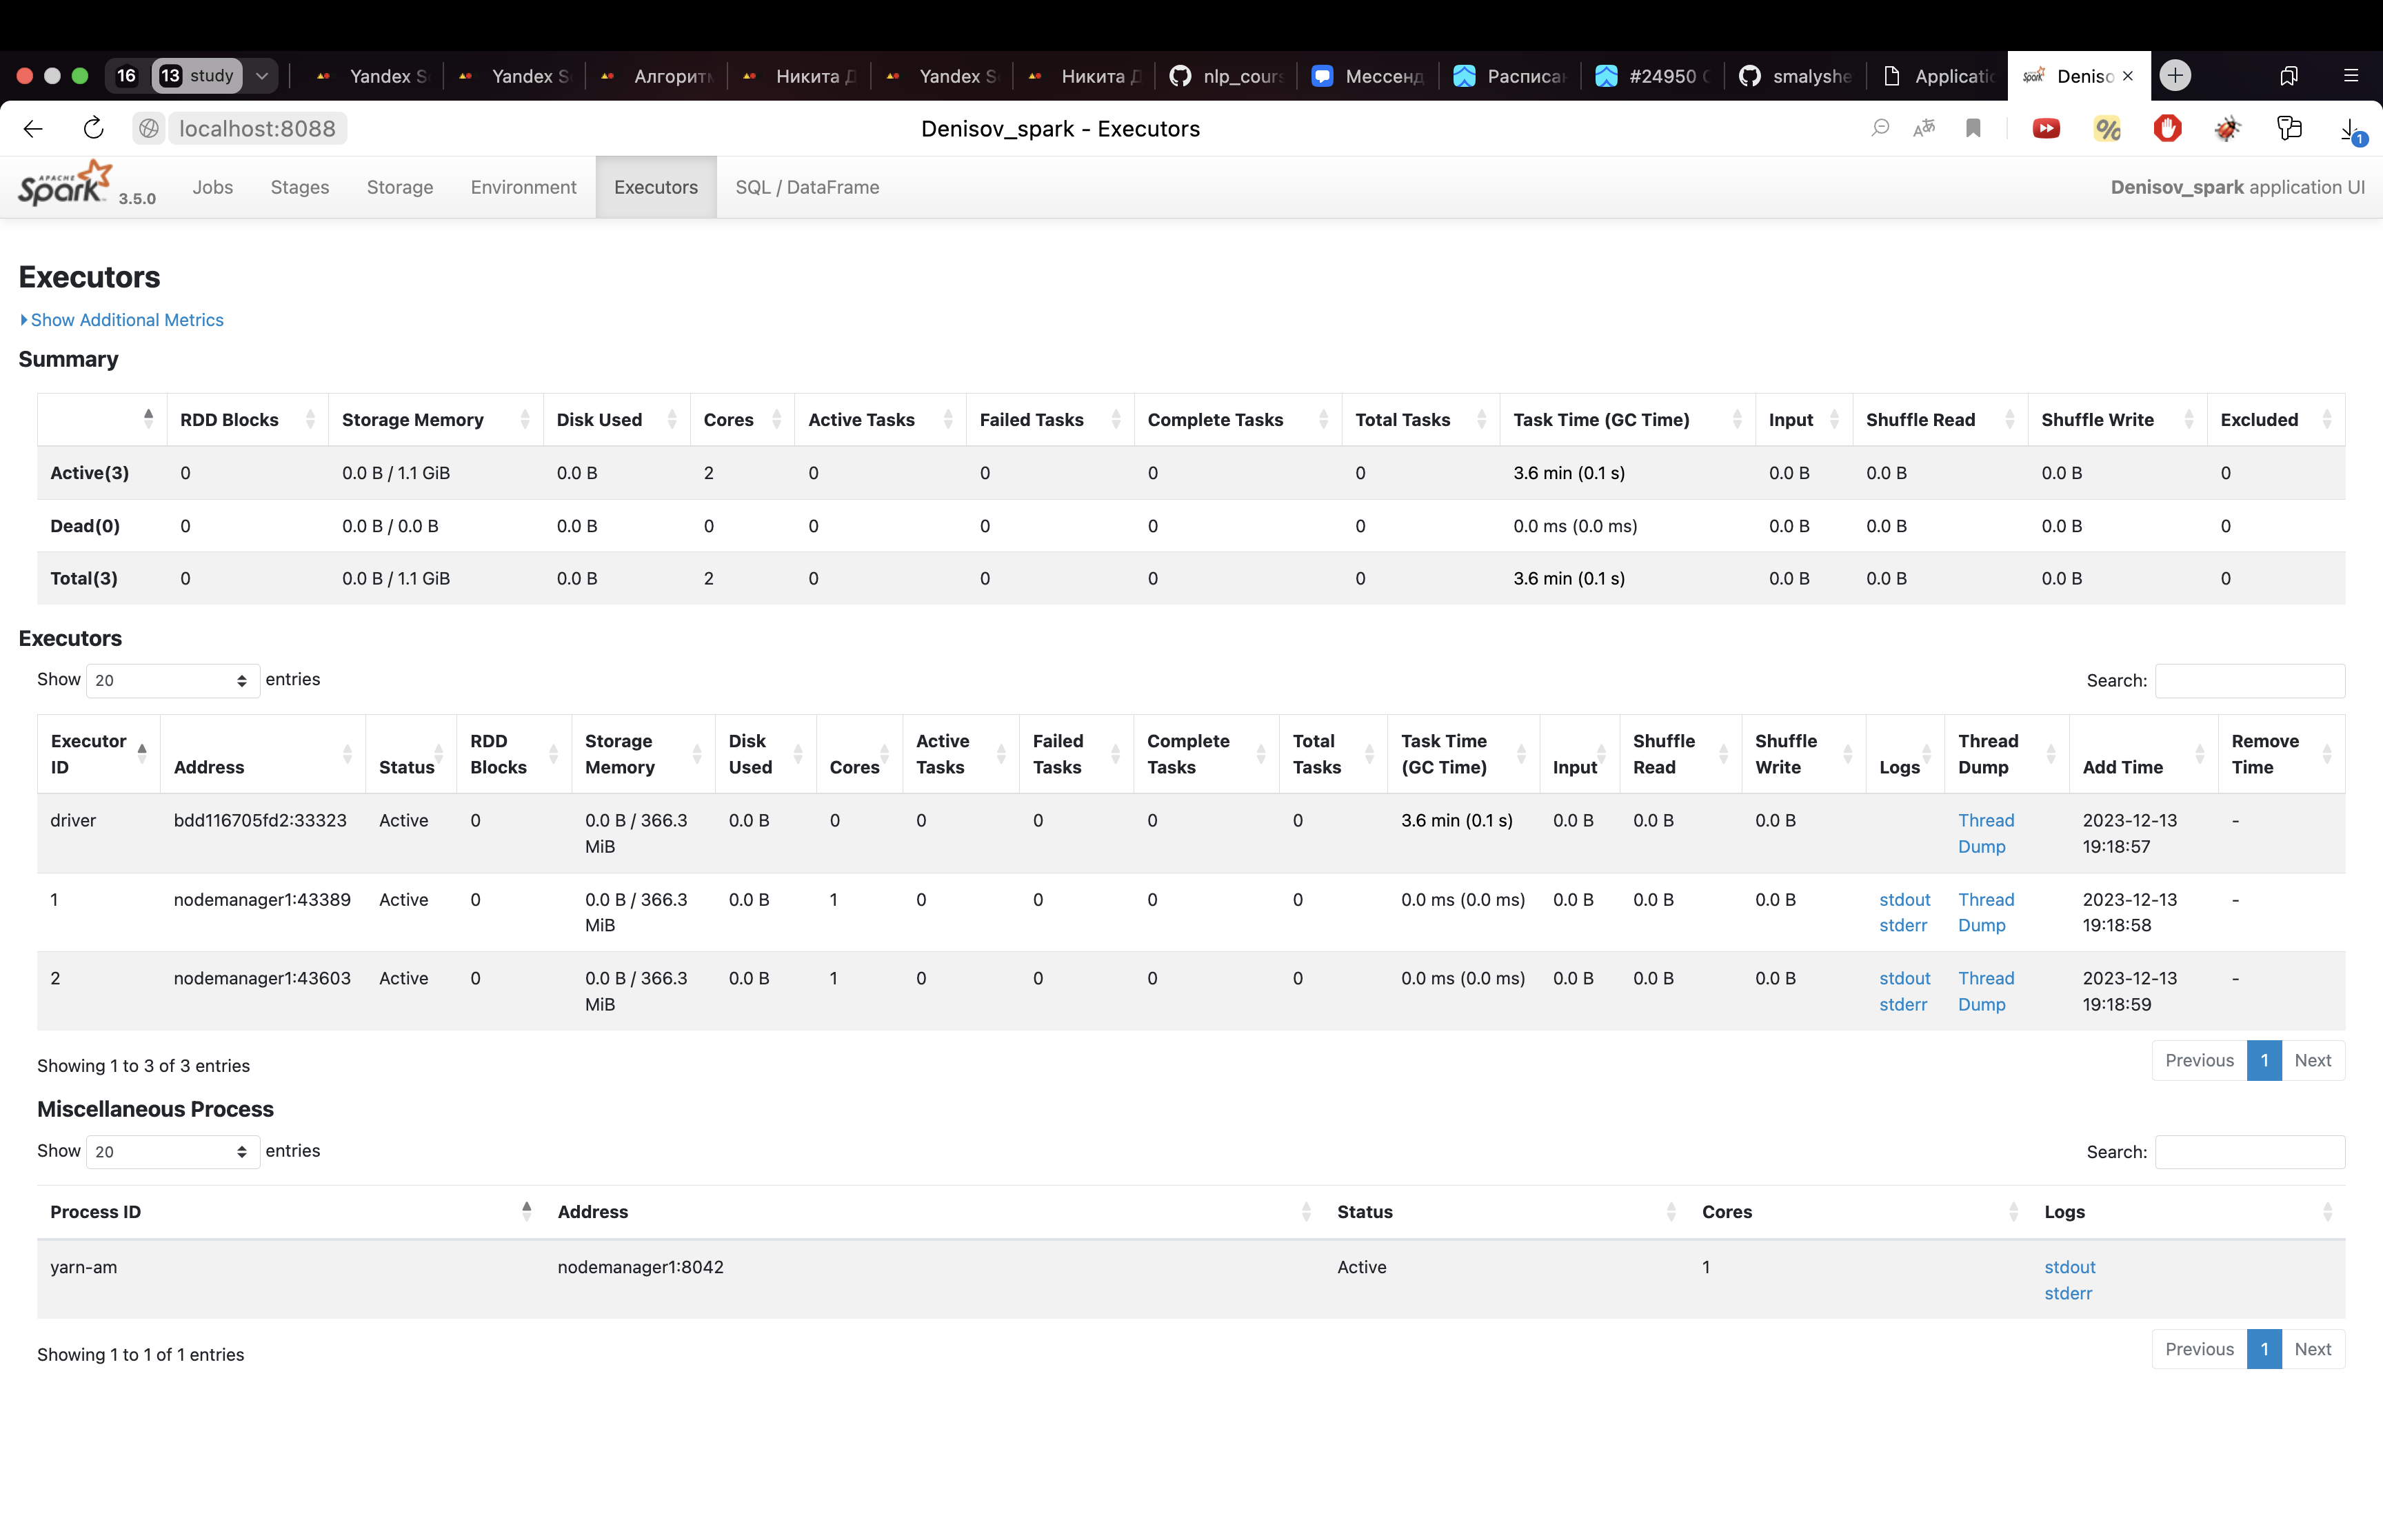 16 13 study Yandex S Yandex S Алгорит Никита Д Yandex S Никита Д nlp_cour Мессенд Расписа #24950 smalyshe Applicati Deniso
localhost:8088 Denisov_spark - Executors 1
APACHE Spark 3.5.0 Jobs Stages Storage Environment Executors SQL / DataFrame Denisov_spark application UI
Executors
Show Additional Metrics
Summary
RDD Blocks Storage Memory Disk Used Cores Active Tasks Failed Tasks Complete Tasks Total Tasks Task Time (GC Time) Input Shuffle Read Shuffle Write Excluded
Active(3) 0 0.0 B / 1.1 GiB 0.0 B 2 0 0 0 0 3.6 min (0.1 s) 0.0 B 0.0 B 0.0 B 0
Dead(0) 0 0.0 B / 0.0 B 0.0 B 0 0 0 0 0 0.0 ms (0.0 ms) 0.0 B 0.0 B 0.0 B 0
Total(3) 0 0.0 B / 1.1 GiB 0.0 B 2 0 0 0 0 3.6 min (0.1 s) 0.0 B 0.0 B 0.0 B 0
Executors
Show 20 entries Search:
Executor ID Address Status RDD Blocks Storage Memory Disk Used Cores Active Tasks Failed Tasks Complete Tasks Total Tasks Task Time (GC Time) Input Shuffle Read Shuffle Write Logs Thread Dump Add Time Remove Time
driver bdd116705fd2:33323 Active 0 0.0 B / 366.3 MiB 0.0 B 0 0 0 0 0 3.6 min (0.1 s) 0.0 B 0.0 B 0.0 B Thread Dump 2023-12-13 19:18:57 -
1 nodemanager1:43389 Active 0 0.0 B / 366.3 MiB 0.0 B 1 0 0 0 0 0.0 ms (0.0 ms) 0.0 B 0.0 B 0.0 B stdout stderr Thread Dump 2023-12-13 19:18:58 -
2 nodemanager1:43603 Active 0 0.0 B / 366.3 MiB 0.0 B 1 0 0 0 0 0.0 ms (0.0 ms) 0.0 B 0.0 B 0.0 B stdout stderr Thread Dump 2023-12-13 19:18:59 -
Showing 1 to 3 of 3 entries Previous 1 Next
Miscellaneous Process
Show 20 entries Search:
Process ID Address Status Cores Logs
yarn-am nodemanager1:8042 Active 1 stdout
stderr
Showing 1 to 1 of 1 entries Previous 1 Next